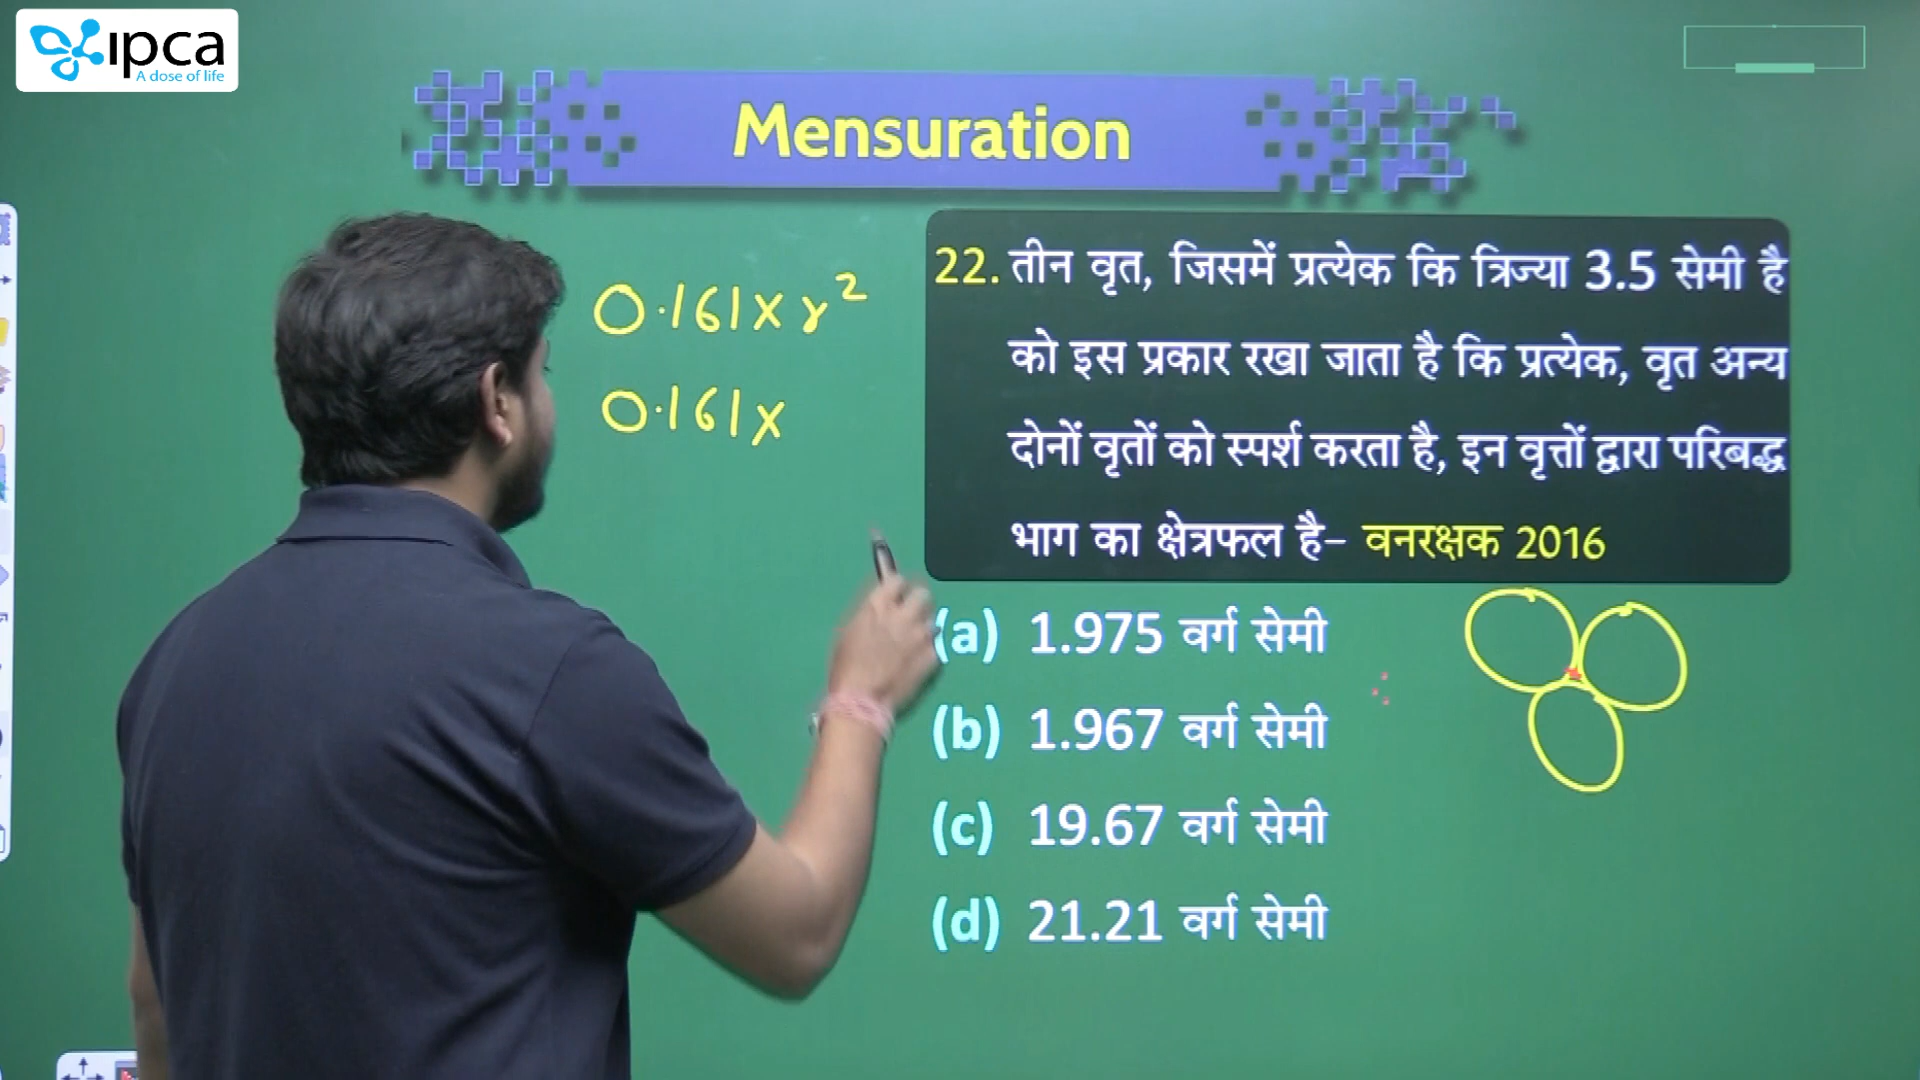 ipca
A dose of life
Mensuration
0.161 x r²
0.161 x
22. तीन वृत, जिसमें प्रत्येक कि त्रिज्या 3.5 सेमी है
को इस प्रकार रखा जाता है कि प्रत्येक, वृत अन्य
दोनों वृतों को स्पर्श करता है, इन वृत्तों द्वारा परिबद्ध
भाग का क्षेत्रफल है– वनरक्षक 2016
(a) 1.975 वर्ग सेमी
(b) 1.967 वर्ग सेमी
(c) 19.67 वर्ग सेमी
(d) 21.21 वर्ग सेमी